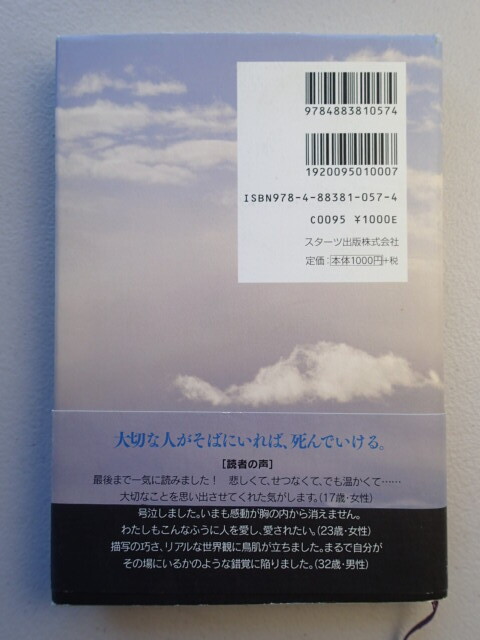 9784883810574
1920095010007
ISBN978-4-88381-057-4
C0095 ¥1000E
スターツ出版株式会社
定価:本体1000円+税
大切な人がそばにいれば、死んでいける。
[読者の声]
最後まで一気に読みました! 悲しくて、せつなくて、でも温かくて……
大切なことを思い出させてくれた気がします。(17歳・女性)
号泣しました。いまも感動が胸の内から消えません。
わたしもこんなふうに人を愛し、愛されたい。(23歳・女性)
描写の巧さ、リアルな世界観に鳥肌が立ちました。まるで自分が
その場にいるかのような錯覚に陥りました。(32歳・男性)